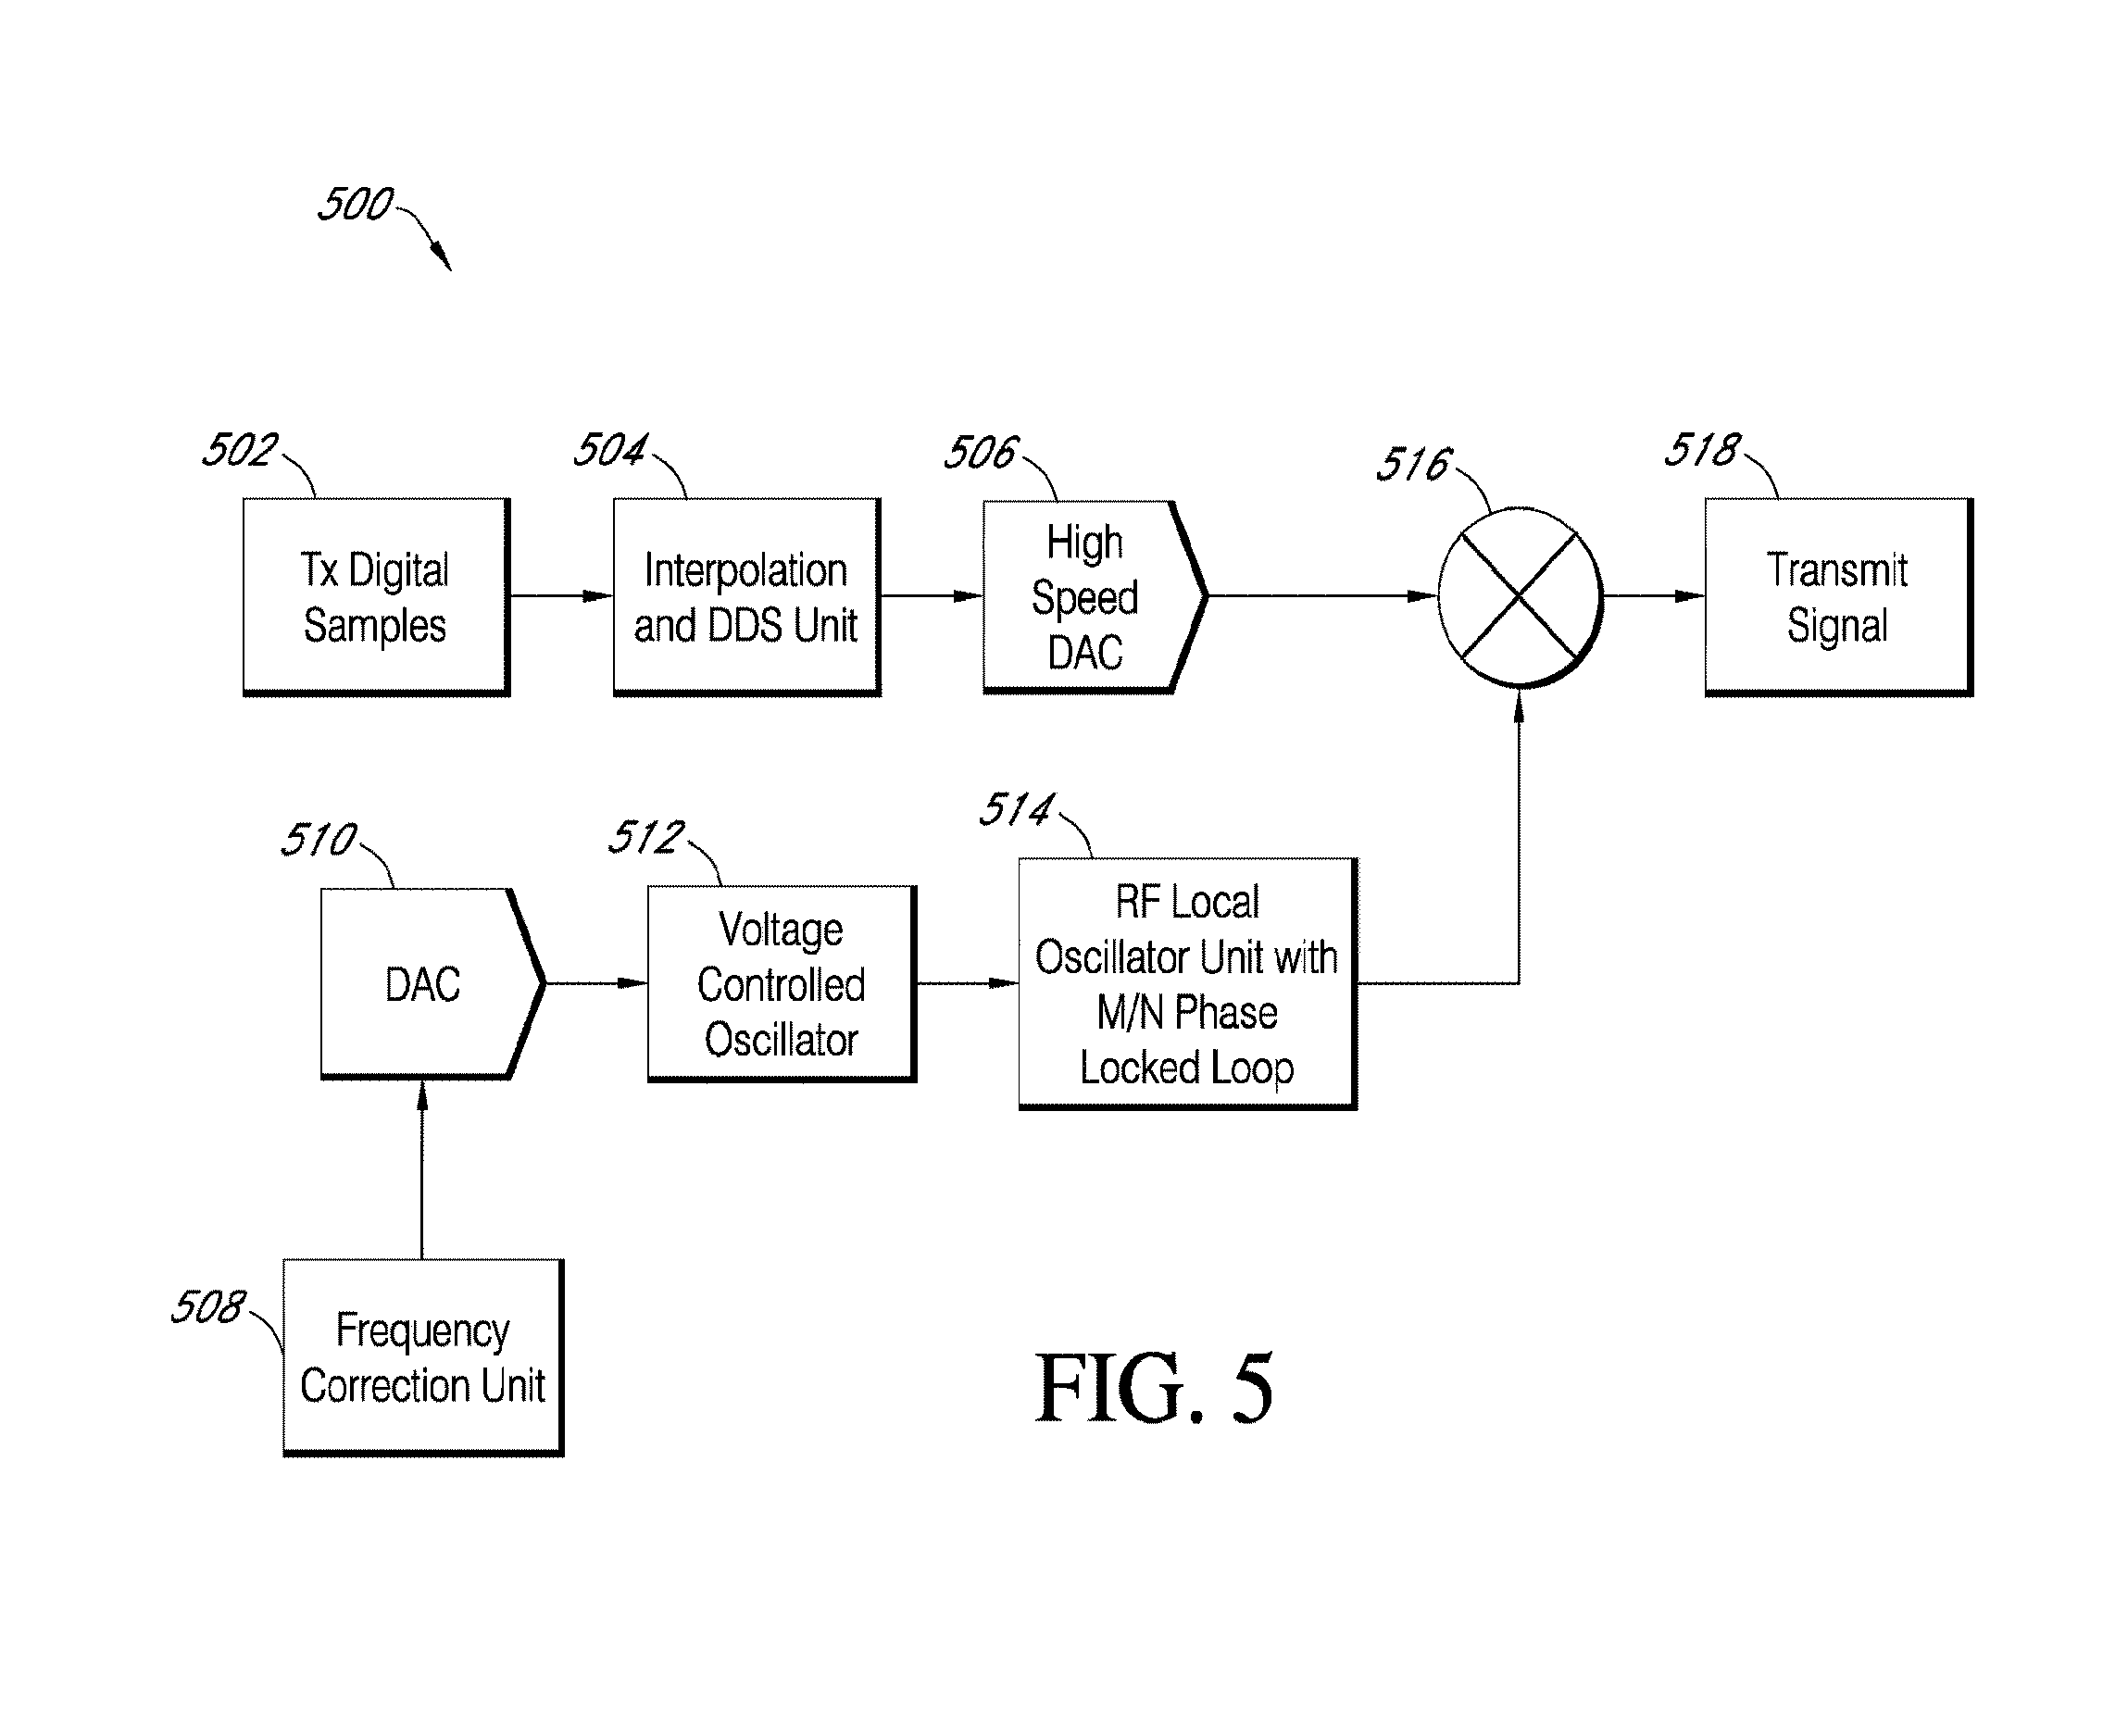 500
502
504
506
516
518
Tx Digital
Samples
Interpolation
and DDS Unit
High
Speed
DAC
Transmit
Signal
510
512
514
DAC
Voltage
Controlled
Oscillator
RF Local
Oscillator Unit with
M/N Phase
Locked Loop
508
Frequency
Correction Unit
FIG. 5